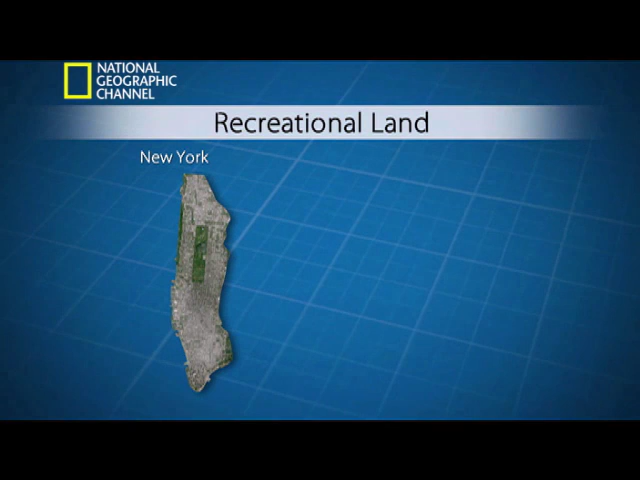 NATIONAL
GEOGRAPHIC
CHANNEL
Recreational Land
New York